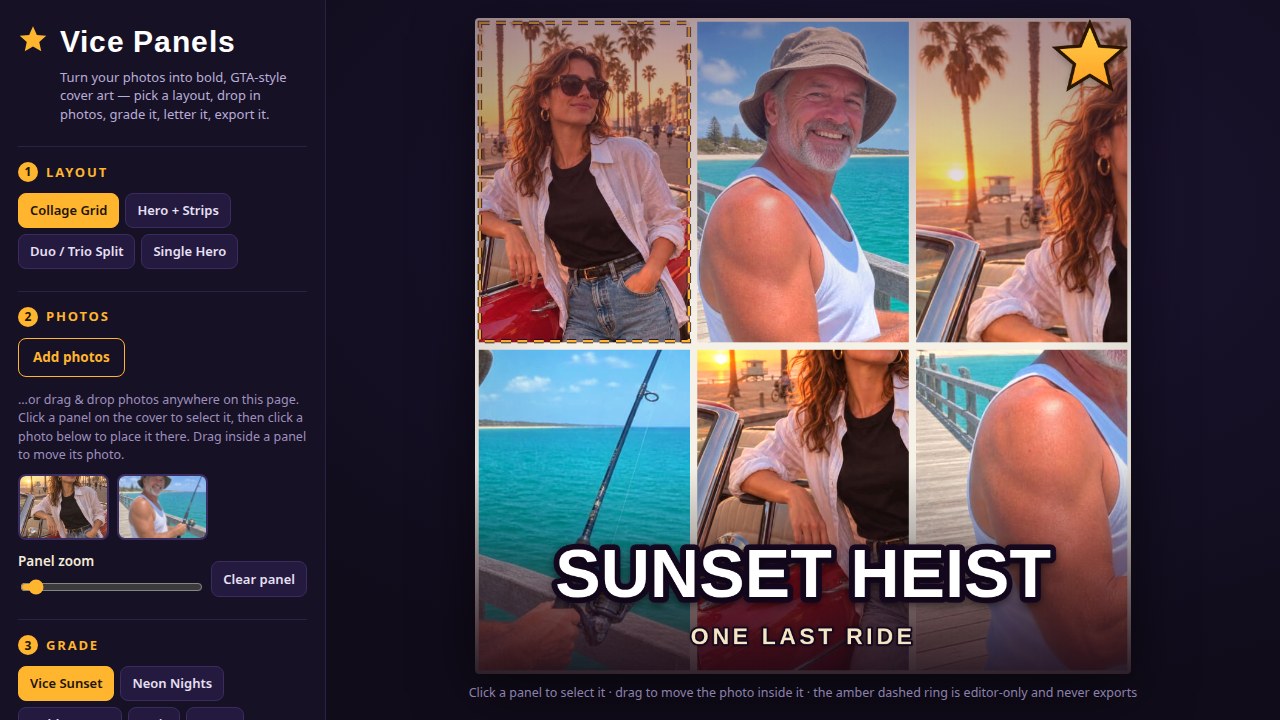 Vice Panels
Turn your photos into bold, GTA-style
cover art — pick a layout, drop in
photos, grade it, letter it, export it.
1 LAYOUT
Collage Grid
Hero + Strips
Duo / Trio Split
Single Hero
2 PHOTOS
Add photos
...or drag & drop photos anywhere on this page.
Click a panel on the cover to select it, then click a
photo below to place it there. Drag inside a panel
to move its photo.
Panel zoom
Clear panel
3 GRADE
Vice Sunset
Neon Nights
SUNSET HEIST
ONE LAST RIDE
Click a panel to select it · drag to move the photo inside it · the amber dashed ring is editor-only and never exports